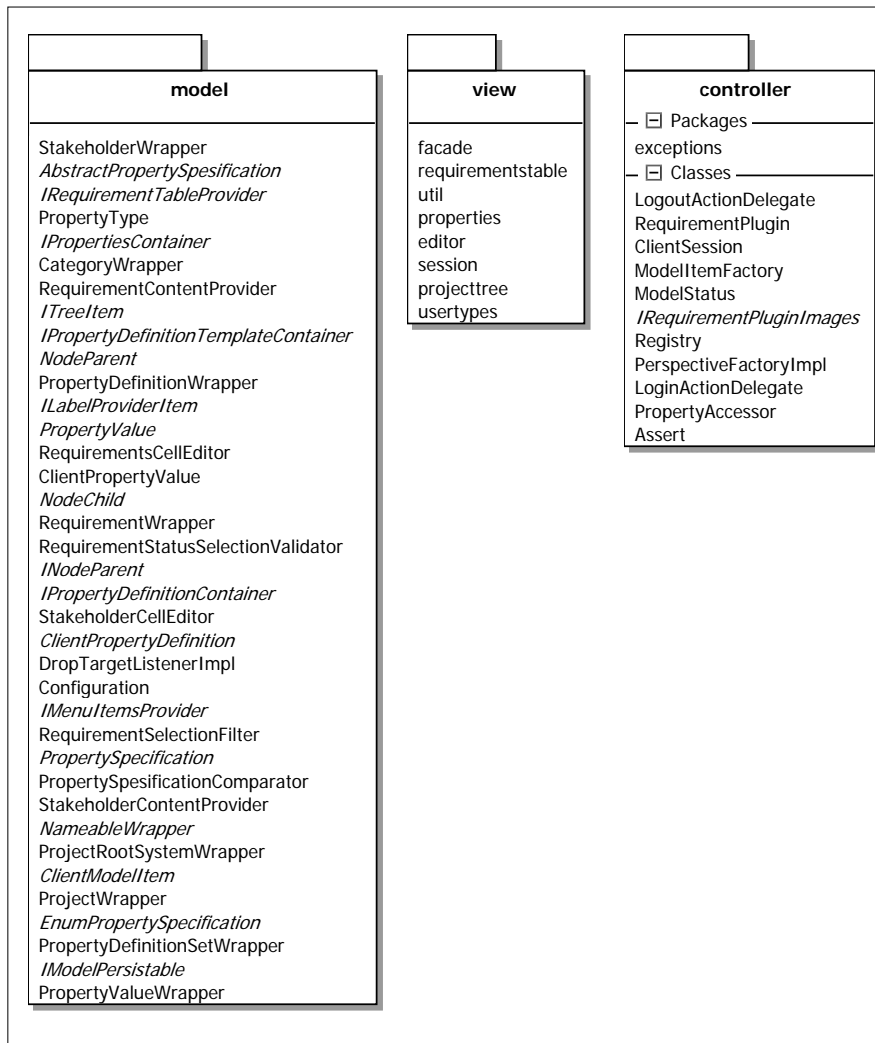 model
StakeholderWrapper
AbstractPropertySpesification
IRequirementTableProvider
PropertyType
IPropertiesContainer
CategoryWrapper
RequirementContentProvider
ITreeItem
IPropertyDefinitionTemplateContainer
NodeParent
PropertyDefinitionWrapper
ILabelProviderItem
PropertyValue
RequirementsCellEditor
ClientPropertyValue
NodeChild
RequirementWrapper
RequirementStatusSelectionValidator
INodeParent
IPropertyDefinitionContainer
StakeholderCellEditor
ClientPropertyDefinition
DropTargetListenerImpl
Configuration
IMenuItemsProvider
RequirementSelectionFilter
PropertySpecification
PropertySpesificationComparator
StakeholderContentProvider
NameableWrapper
ProjectRootSystemWrapper
ClientModelItem
ProjectWrapper
EnumPropertySpecification
PropertyDefinitionSetWrapper
IModelPersistable
PropertyValueWrapper
view
facade
requirementstable
util
properties
editor
session
projecttree
usertypes
controller
Packages
exceptions
Classes
LogoutActionDelegate
RequirementPlugin
ClientSession
ModelItemFactory
ModelStatus
IRequirementPluginImages
Registry
PerspectiveFactoryImpl
LoginActionDelegate
PropertyAccessor
Assert